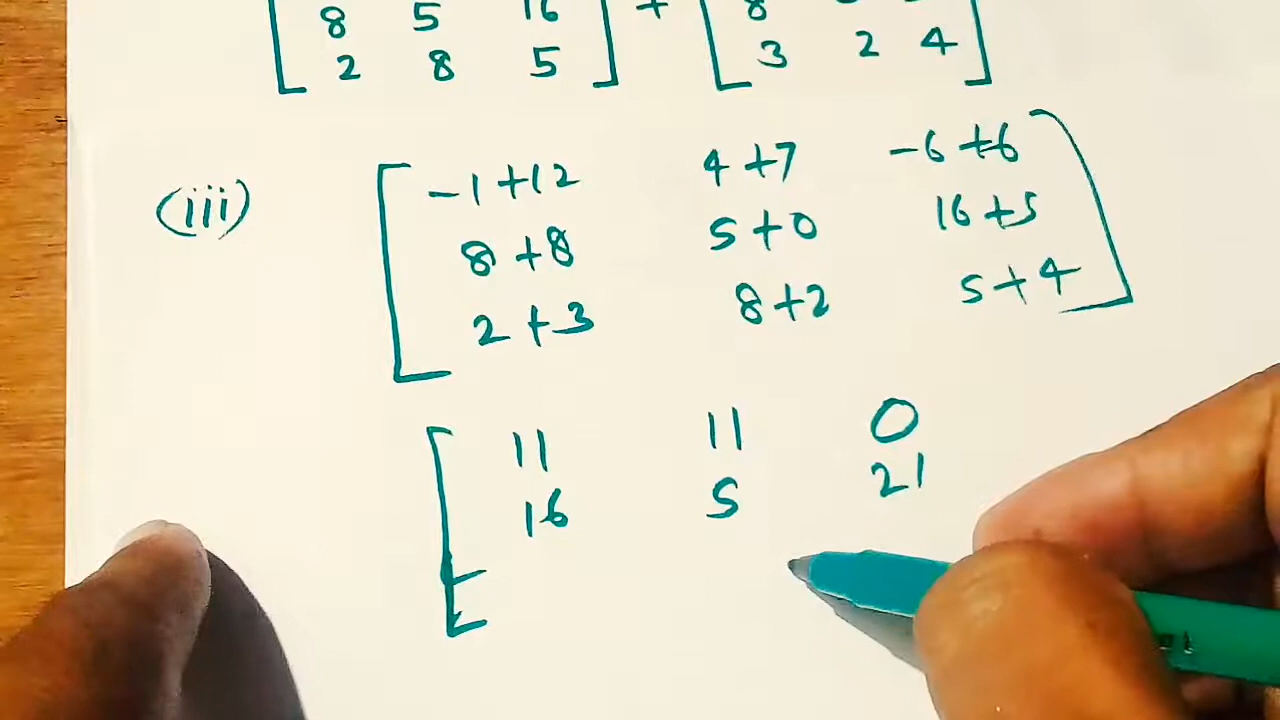 8 5 16 + 8
2 8 5 3 2 4
(iii) -1+12 4+7 -6+6
8+8 5+0 16+5
2+3 8+2 5+4
11 11 0
16 5 21